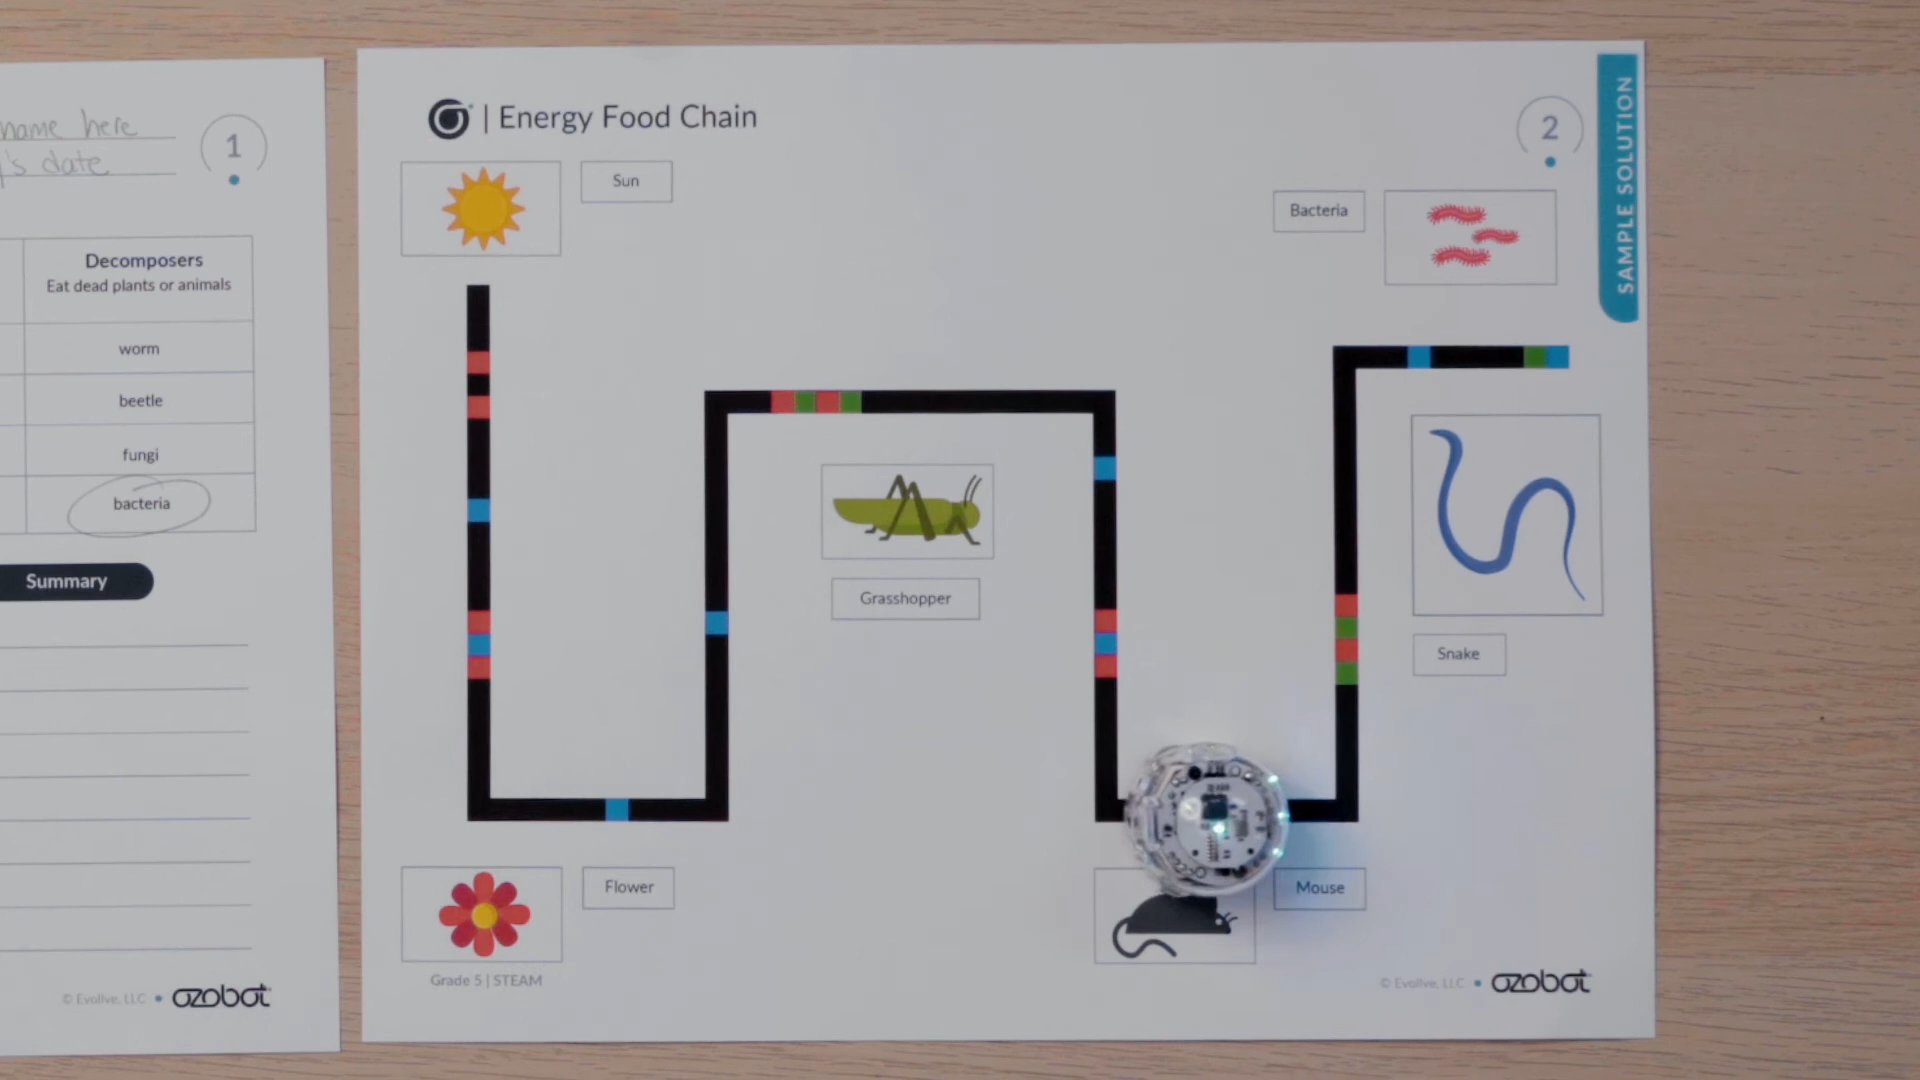 name here
's date
1
Decomposers
Eat dead plants or animals
worm
beetle
fungi
bacteria
Summary
© Evollve, LLC • ozobot
| Energy Food Chain
2
SAMPLE SOLUTION
Sun
Bacteria
Grasshopper
Snake
Flower
Mouse
Grade 5 | STEAM
© Evollve, LLC • ozobot